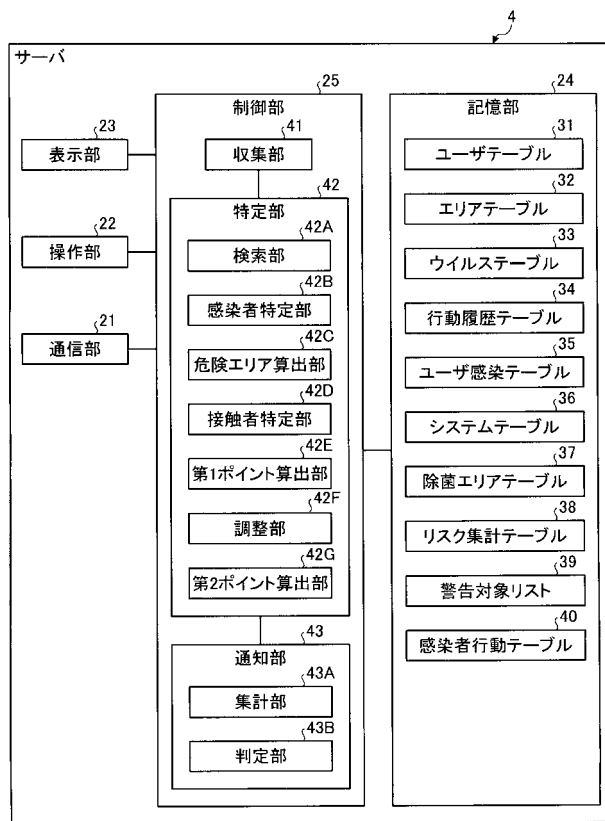 4
サーバ
25
制御部
24
記憶部
23
表示部
22
操作部
21
通信部
41
収集部
42
特定部
42A
検索部
42B
感染者特定部
42C
危険エリア算出部
42D
接触者特定部
42E
第1ポイント算出部
42F
調整部
42G
第2ポイント算出部
43
通知部
43A
集計部
43B
判定部
31
ユーザテーブル
32
エリアテーブル
33
ウイルステーブル
34
行動履歴テーブル
35
ユーザ感染テーブル
36
システムテーブル
37
除菌エリアテーブル
38
リスク集計テーブル
39
警告対象リスト
40
感染者行動テーブル